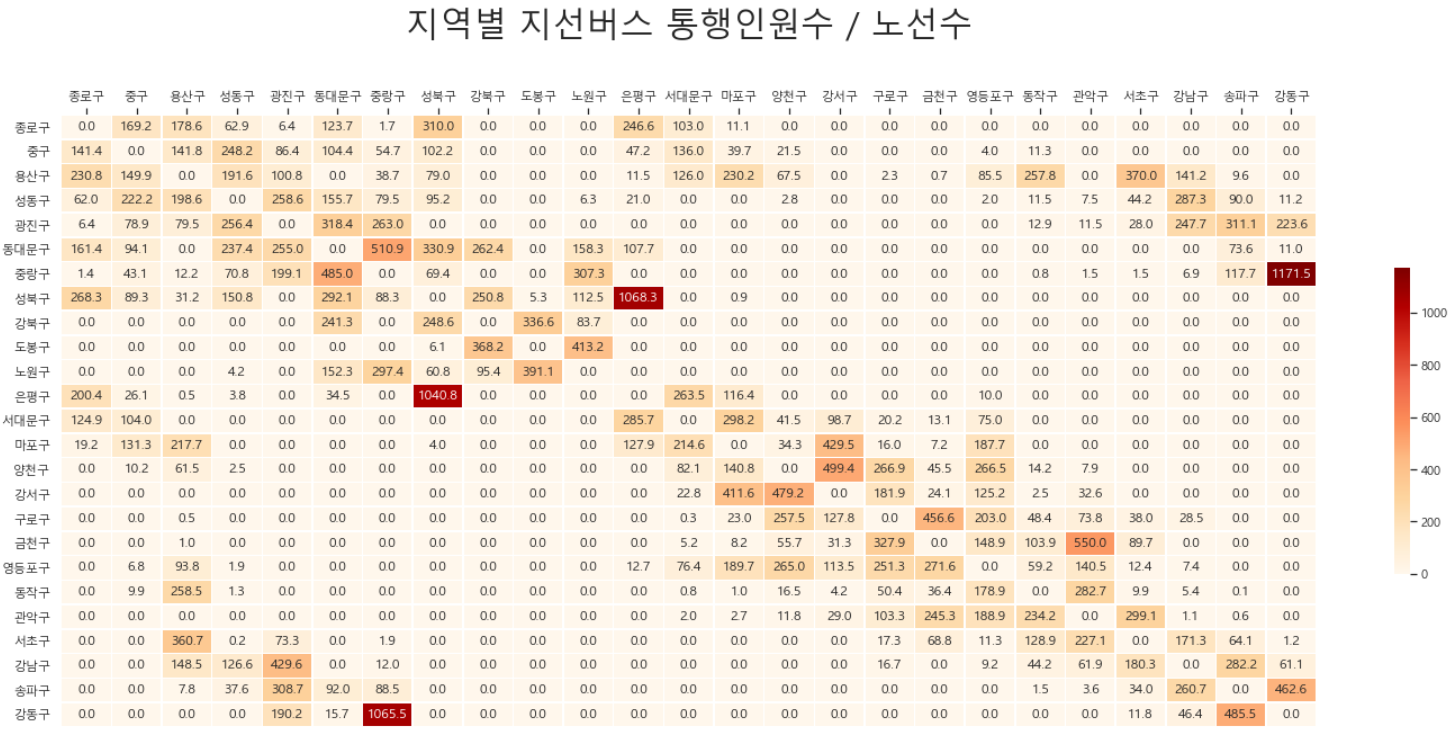 지역별 지선버스 통행인원수 / 노선수
종로구 중구 용산구 성동구 광진구 동대문구 중랑구 성북구 강북구 도봉구 노원구 은평구 서대문구 마포구 양천구 강서구 구로구 금천구 영등포구 동작구 관악구 서초구 강남구 송파구 강동구
종로구 0.0 169.2 178.6 62.9 6.4 123.7 1.7 310.0 0.0 0.0 0.0 246.6 103.0 11.1 0.0 0.0 0.0 0.0 0.0 0.0 0.0 0.0 0.0 0.0 0.0
중구 141.4 0.0 141.8 248.2 86.4 104.4 54.7 102.2 0.0 0.0 0.0 47.2 136.0 39.7 21.5 0.0 0.0 0.0 4.0 11.3 0.0 0.0 0.0 0.0 0.0
용산구 230.8 149.9 0.0 191.6 100.8 0.0 38.7 79.0 0.0 0.0 0.0 11.5 126.0 230.2 67.5 0.0 2.3 0.7 85.5 257.8 0.0 370.0 141.2 9.6 0.0
성동구 62.0 222.2 198.6 0.0 258.6 155.7 79.5 95.2 0.0 0.0 6.3 21.0 0.0 0.0 2.8 0.0 0.0 0.0 2.0 11.5 7.5 44.2 287.3 90.0 11.2
광진구 6.4 78.9 79.5 256.4 0.0 318.4 263.0 0.0 0.0 0.0 0.0 0.0 0.0 0.0 0.0 0.0 0.0 0.0 0.0 12.9 11.5 28.0 247.7 311.1 223.6
동대문구 161.4 94.1 0.0 237.4 255.0 0.0 510.9 330.9 262.4 0.0 158.3 107.7 0.0 0.0 0.0 0.0 0.0 0.0 0.0 0.0 0.0 0.0 0.0 73.6 11.0
중랑구 1.4 43.1 12.2 70.8 199.1 485.0 0.0 69.4 0.0 0.0 307.3 0.0 0.0 0.0 0.0 0.0 0.0 0.0 0.0 0.8 1.5 1.5 6.9 117.7 1171.5
성북구 268.3 89.3 31.2 150.8 0.0 292.1 88.3 0.0 250.8 5.3 112.5 1068.3 0.0 0.9 0.0 0.0 0.0 0.0 0.0 0.0 0.0 0.0 0.0 0.0 0.0
강북구 0.0 0.0 0.0 0.0 0.0 241.3 0.0 248.6 0.0 336.6 83.7 0.0 0.0 0.0 0.0 0.0 0.0 0.0 0.0 0.0 0.0 0.0 0.0 0.0 0.0
도봉구 0.0 0.0 0.0 0.0 0.0 0.0 0.0 6.1 368.2 0.0 413.2 0.0 0.0 0.0 0.0 0.0 0.0 0.0 0.0 0.0 0.0 0.0 0.0 0.0 0.0
노원구 0.0 0.0 0.0 4.2 0.0 152.3 297.4 60.8 95.4 391.1 0.0 0.0 0.0 0.0 0.0 0.0 0.0 0.0 0.0 0.0 0.0 0.0 0.0 0.0 0.0
은평구 200.4 26.1 0.5 3.8 0.0 34.5 0.0 1040.8 0.0 0.0 0.0 0.0 263.5 116.4 0.0 0.0 0.0 0.0 10.0 0.0 0.0 0.0 0.0 0.0 0.0
서대문구 124.9 104.0 0.0 0.0 0.0 0.0 0.0 0.0 0.0 0.0 0.0 285.7 0.0 298.2 41.5 98.7 20.2 13.1 75.0 0.0 0.0 0.0 0.0 0.0 0.0
마포구 19.2 131.3 217.7 0.0 0.0 0.0 0.0 4.0 0.0 0.0 0.0 127.9 214.6 0.0 34.3 429.5 16.0 7.2 187.7 0.0 0.0 0.0 0.0 0.0 0.0
양천구 0.0 10.2 61.5 2.5 0.0 0.0 0.0 0.0 0.0 0.0 0.0 0.0 82.1 140.8 0.0 499.4 266.9 45.5 266.5 14.2 7.9 0.0 0.0 0.0 0.0
강서구 0.0 0.0 0.0 0.0 0.0 0.0 0.0 0.0 0.0 0.0 0.0 0.0 22.8 411.6 479.2 0.0 181.9 24.1 125.2 2.5 32.6 0.0 0.0 0.0 0.0
구로구 0.0 0.0 0.5 0.0 0.0 0.0 0.0 0.0 0.0 0.0 0.0 0.0 0.3 23.0 257.5 127.8 0.0 456.6 203.0 48.4 73.8 38.0 28.5 0.0 0.0
금천구 0.0 0.0 1.0 0.0 0.0 0.0 0.0 0.0 0.0 0.0 0.0 0.0 5.2 8.2 55.7 31.3 327.9 0.0 148.9 103.9 550.0 89.7 0.0 0.0 0.0
영등포구 0.0 6.8 93.8 1.9 0.0 0.0 0.0 0.0 0.0 0.0 0.0 12.7 76.4 189.7 265.0 113.5 251.3 271.6 0.0 59.2 140.5 12.4 7.4 0.0 0.0
동작구 0.0 9.9 258.5 1.3 0.0 0.0 0.0 0.0 0.0 0.0 0.0 0.0 0.8 1.0 16.5 4.2 50.4 36.4 178.9 0.0 282.7 9.9 5.4 0.1 0.0
관악구 0.0 0.0 0.0 0.0 0.0 0.0 0.0 0.0 0.0 0.0 0.0 0.0 2.0 2.7 11.8 29.0 103.3 245.3 188.9 234.2 0.0 299.1 1.1 0.6 0.0
서초구 0.0 0.0 360.7 0.2 73.3 0.0 1.9 0.0 0.0 0.0 0.0 0.0 0.0 0.0 0.0 0.0 17.3 68.8 11.3 128.9 227.1 0.0 171.3 64.1 1.2
강남구 0.0 0.0 148.5 126.6 429.6 0.0 12.0 0.0 0.0 0.0 0.0 0.0 0.0 0.0 0.0 0.0 16.7 0.0 9.2 44.2 61.9 180.3 0.0 282.2 61.1
송파구 0.0 0.0 7.8 37.6 308.7 92.0 88.5 0.0 0.0 0.0 0.0 0.0 0.0 0.0 0.0 0.0 0.0 0.0 0.0 1.5 3.6 34.0 260.7 0.0 462.6
강동구 0.0 0.0 0.0 0.0 190.2 15.7 1065.5 0.0 0.0 0.0 0.0 0.0 0.0 0.0 0.0 0.0 0.0 0.0 0.0 0.0 0.0 11.8 46.4 485.5 0.0
1000
800
600
400
200
0